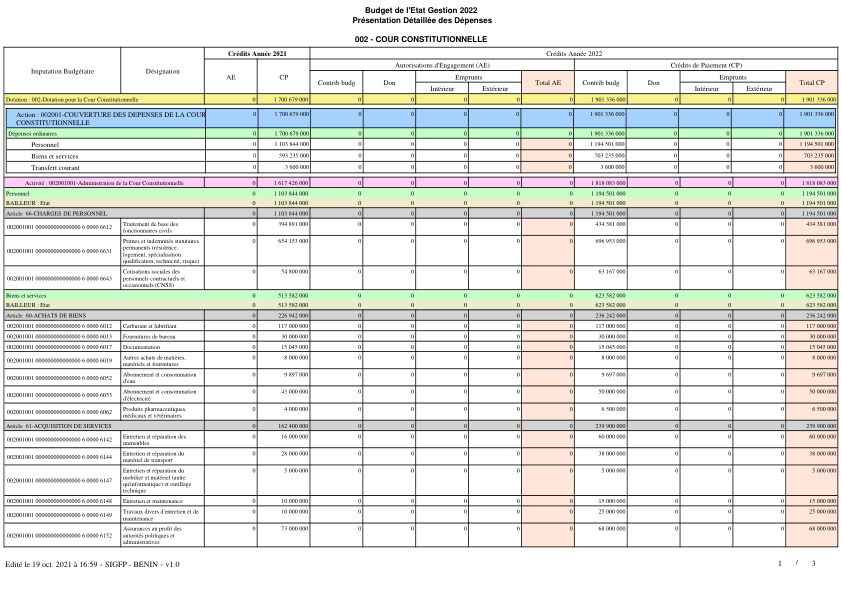 Budget de l'Etat Gestion 2022
Présentation Détaillée des Dépenses
002 - COUR CONSTITUTIONNELLE
Imputation Budgétaire Désignation Crédits Année 2021 Crédits Année 2022
AE CP Autorisations d'Engagement (AE) Crédits de Paiement (CP)
Contrib budg Don Emprunts Total AE Contrib budg Don Emprunts Total CP
Intérieur Extérieur Intérieur Extérieur
Dotation : 002-Dotation pour la Cour Constitutionnelle 0 1 700 679 000 0 0 0 0 0 1 901 336 000 0 0 0 1 901 336 000
Action : 002001-COUVERTURE DES DEPENSES DE LA COUR 0 1 700 679 000 0 0 0 0 0 1 901 336 000 0 0 0 1 901 336 000
CONSTITUTIONNELLE
Dépenses ordinaires 0 1 700 679 000 0 0 0 0 0 1 901 336 000 0 0 0 1 901 336 000
Personnel 0 1 103 844 000 0 0 0 0 0 1 194 501 000 0 0 0 1 194 501 000
Biens et services 0 593 235 000 0 0 0 0 0 703 235 000 0 0 0 703 235 000
Transfert courant 0 3 600 000 0 0 0 0 0 3 600 000 0 0 0 3 600 000
Activité : 002001001-Administration de la Cour Constitutionnelle 0 1 617 426 000 0 0 0 0 0 1 818 083 000 0 0 0 1 818 083 000
Personnel 0 1 103 844 000 0 0 0 0 0 1 194 501 000 0 0 0 1 194 501 000
BAILLEUR : Etat 0 1 103 844 000 0 0 0 0 0 1 194 501 000 0 0 0 1 194 501 000
Article 66-CHARGES DE PERSONNEL 0 1 103 844 000 0 0 0 0 0 1 194 501 000 0 0 0 1 194 501 000
002001001 0000000000000000 6 0000 6612 Traitement de base des 0 394 891 000 0 0 0 0 0 434 381 000 0 0 0 434 381 000
fonctionnaires civils
002001001 0000000000000000 6 0000 6631 Primes et indemnités statutaires 0 654 153 000 0 0 0 0 0 696 953 000 0 0 0 696 953 000
permanents (résidence,
logement, spécialisation
qualification, technicité, risque)
002001001 0000000000000000 6 0000 6643 Cotisations sociales des 0 54 800 000 0 0 0 0 0 63 167 000 0 0 0 63 167 000
personnels contractuels et
occasionnels (CNSS)
Biens et services 0 513 582 000 0 0 0 0 0 623 582 000 0 0 0 623 582 000
BAILLEUR : Etat 0 513 582 000 0 0 0 0 0 623 582 000 0 0 0 623 582 000
Article 60-ACHATS DE BIENS 0 226 942 000 0 0 0 0 0 236 242 000 0 0 0 236 242 000
002001001 0000000000000000 6 0000 6012 Carburant et lubrifiant 0 117 000 000 0 0 0 0 0 117 000 000 0 0 0 117 000 000
002001001 0000000000000000 6 0000 6013 Fournitures de bureau 0 30 000 000 0 0 0 0 0 30 000 000 0 0 0 30 000 000
002001001 0000000000000000 6 0000 6017 Documentation 0 15 045 000 0 0 0 0 0 15 045 000 0 0 0 15 045 000
002001001 0000000000000000 6 0000 6019 Autres achats de matières, 0 8 000 000 0 0 0 0 0 8 000 000 0 0 0 8 000 000
matériels et fournitures
002001001 0000000000000000 6 0000 6052 Abonnement et consommation 0 9 897 000 0 0 0 0 0 9 697 000 0 0 0 9 697 000
d'eau
002001001 0000000000000000 6 0000 6053 Abonnement et consommation 0 43 000 000 0 0 0 0 0 50 000 000 0 0 0 50 000 000
d'électricité
002001001 0000000000000000 6 0000 6062 Produits pharmaceutiques, 0 4 000 000 0 0 0 0 0 6 500 000 0 0 0 6 500 000
médicaux et vétérinaires
Article 61-ACQUISITION DE SERVICES 0 162 400 000 0 0 0 0 0 239 900 000 0 0 0 239 900 000
002001001 0000000000000000 6 0000 6142 Entretien et réparation des 0 16 000 000 0 0 0 0 0 60 000 000 0 0 0 60 000 000
immeubles
002001001 0000000000000000 6 0000 6144 Entretien et réparation du 0 28 000 000 0 0 0 0 0 38 000 000 0 0 0 38 000 000
matériel de transport
002001001 0000000000000000 6 0000 6147 Entretien et réparation du 0 5 000 000 0 0 0 0 0 5 000 000 0 0 0 5 000 000
mobilier et matériel (autre
qu'informatique) et outillage
technique
002001001 0000000000000000 6 0000 6148 Entretien et maintenance 0 10 000 000 0 0 0 0 0 15 000 000 0 0 0 15 000 000
002001001 0000000000000000 6 0000 6149 Travaux divers d'entretien et de 0 10 000 000 0 0 0 0 0 25 000 000 0 0 0 25 000 000
maintenance
002001001 0000000000000000 6 0000 6152 Assurances au profit des 0 73 000 000 0 0 0 0 0 68 000 000 0 0 0 68 000 000
autorités politiques et
administratives
Edité le 19 oct. 2021 à 16:59 - SIGFP - BENIN - v1.0 1 / 3